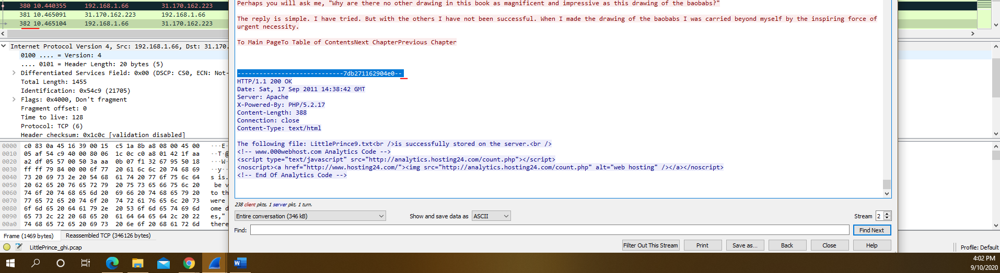 380 10.440355 192.168.1.66 31.170.162.223
381 10.465091 31.170.162.223 192.168.1.66
382 10.465104 192.168.1.66 31.170.162.223
Internet Protocol Version 4, Src: 192.168.1.66, Dst: 31.170.
0100 .... = Version: 4
.... 0101 = Header Length: 20 bytes (5)
Differentiated Services Field: 0x00 (DSCP: CS0, ECN: Not-
Total Length: 1455
Identification: 0x54c9 (21705)
Flags: 0x4000, Don't fragment
Fragment offset: 0
Time to live: 128
Protocol: TCP (6)
Header checksum: 0x1c0c [validation disabled]
0000 c0 83 0a 45 16 39 00 15 c5 1a 8b a8 08 00 45 00 ···E·
0010 05 af 54 c9 40 00 80 06 1c 0c c0 a8 01 42 1f aa ··T·@
0020 a2 df 05 57 00 50 3a aa 0b 07 f1 32 67 95 50 18 ···W·
0030 ff ff 79 84 00 00 6f 77 20 61 6c 6c 20 74 68 69 ··y··
0040 73 20 69 73 2e 20 54 68 61 74 20 77 6f 75 6c 64 s is.
0050 20 62 65 20 76 65 72 79 20 75 73 65 66 75 6c 20 be v
0060 74 6f 20 74 68 65 6d 20 69 66 20 74 68 65 79 20 to th
0070 77 65 72 65 20 74 6f 20 74 72 61 76 65 6c 20 73 were
0080 6f 6d 65 20 64 61 79 2e 20 53 6f 6d 65 74 69 6d ome d
0090 65 73 2c 22 20 68 65 20 61 64 64 65 64 2c 20 22 es,"
00a0 74 68 65 72 65 20 69 73 20 6e 6f 20 68 61 72 6d there
Frame (1469 bytes) Reassembled TCP (346126 bytes)
LittlePrince_ghi.pcap
Perhaps you will ask me, "Why are there no other drawing in this book as magnificent and impressive as this drawing of the baobabs?"
The reply is simple. I have tried. But with the others I have not been successful. When I made the drawing of the baobabs I was carried beyond myself by the inspiring force of
urgent necessity.
To Main PageTo Table of ContentsNext ChapterPrevious Chapter
-----------------------------7db271162904e0--
HTTP/1.1 200 OK
Date: Sat, 17 Sep 2011 14:38:42 GMT
Server: Apache
X-Powered-By: PHP/5.2.17
Content-Length: 388
Connection: close
Content-Type: text/html
The following file: LittlePrince9.txt<br />is successfully stored on the server.<br />
<!-- www.000webhost.com Analytics Code -->
<script type="text/javascript" src="http://analytics.hosting24.com/count.php"></script>
<noscript><a href="http://www.hosting24.com/"><img src="http://analytics.hosting24.com/count.php" alt="web hosting" /></a></noscript>
<!-- End Of Analytics Code -->
238 client pkts, 1 server pkt, 1 turn.
Entire conversation (346 kB) Show and save data as ASCII Stream 2
Find: Find Next
Filter Out This Stream Print Save as... Back Close Help
Profile: Default
4:02 PM
9/10/2020